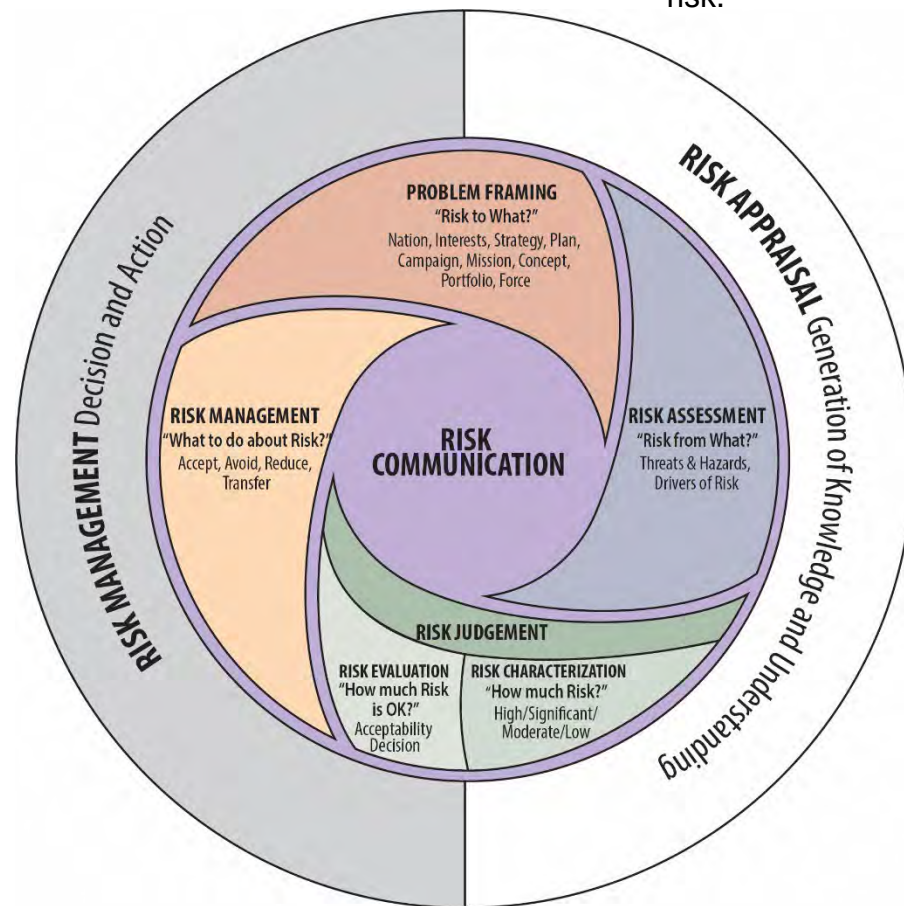 risk.
PROBLEM FRAMING
“Risk to What?”
Nation, Interests, Strategy, Plan,
Campaign, Mission, Concept,
Portfolio, Force
RISK APPRAISAL Generation of Knowledge and Understanding
RISK ASSESSMENT
“Risk from What?”
Threats & Hazards,
Drivers of Risk
RISK
COMMUNICATION
RISK JUDGEMENT
RISK CHARACTERIZATION
“How much Risk?”
High/Significant/
Moderate/Low
RISK EVALUATION
“How much Risk
is OK?”
Acceptability
Decision
RISK MANAGEMENT
“What to do about Risk?”
Accept, Avoid, Reduce,
Transfer
RISK MANAGEMENT Decision and Action